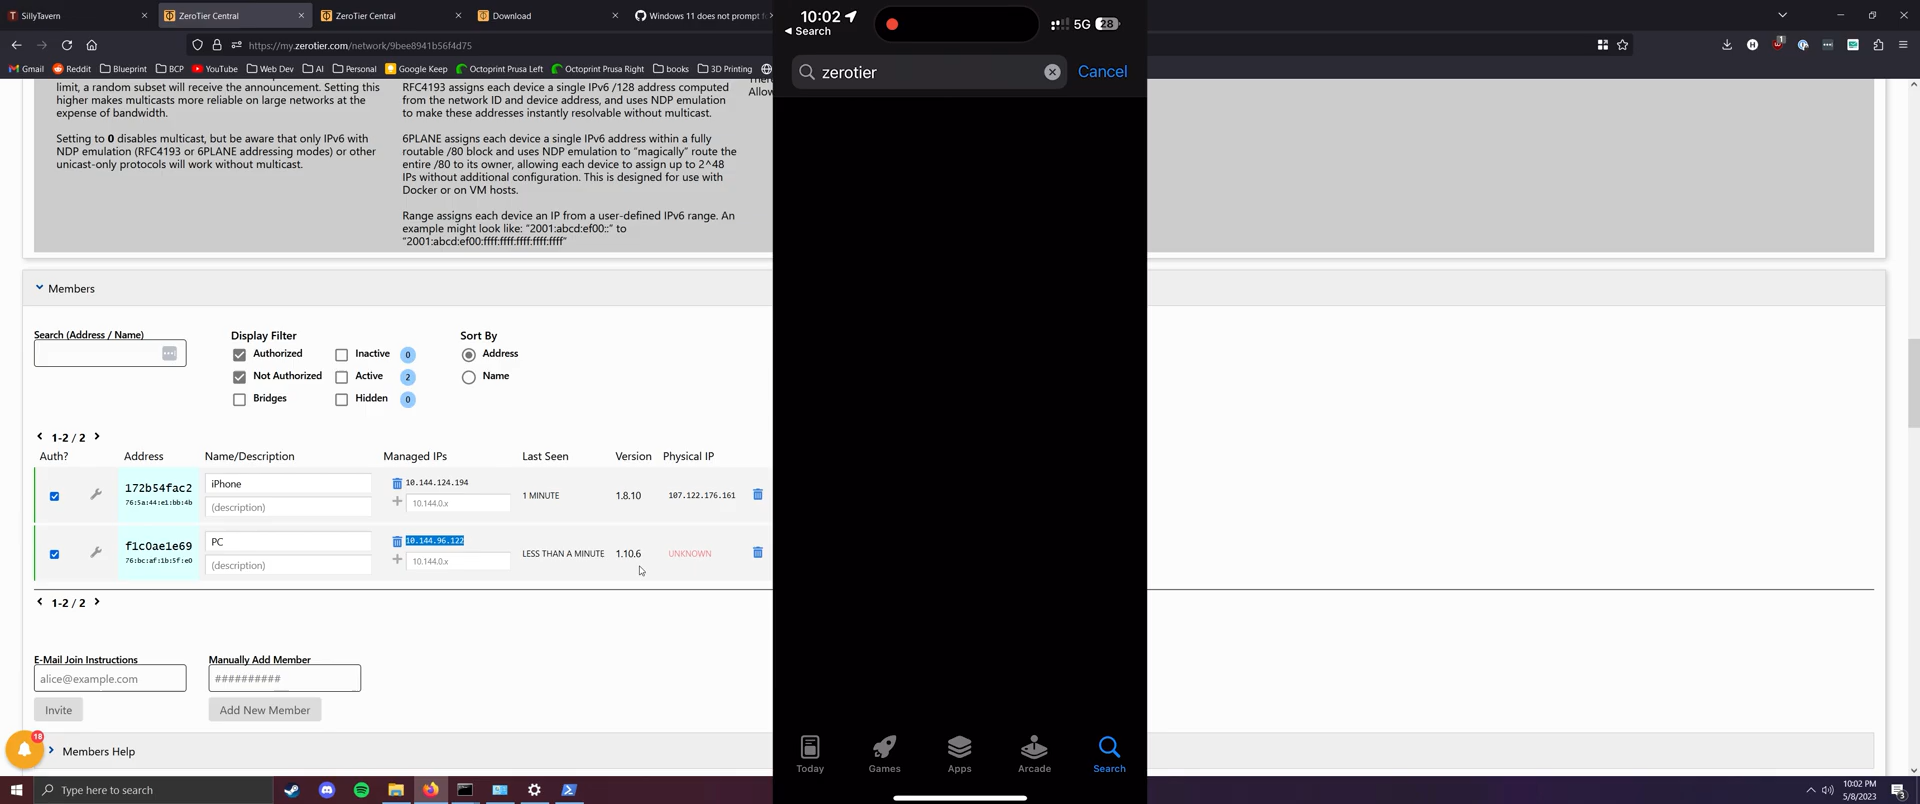 SillyTavern
ZeroTier Central
ZeroTier Central
Download
Windows 11 does not prompt f
https://my.zerotier.com/network/9bee8941b56f4d75
Gmail
Reddit
Blueprint
BCP
YouTube
Web Dev
AI
Personal
Google Keep
Octoprint Prusa Left
Octoprint Prusa Right
books
3D Printing
limit, a random subset will receive the announcement. Setting this
higher makes multicasts more reliable on large networks at the
expense of bandwidth.
Setting to 0 disables multicast, but be aware that only IPv6 with
NDP emulation (RFC4193 or 6PLANE addressing modes) or other
unicast-only protocols will work without multicast.
RFC4193 assigns each device a single IPv6 /128 address computed
from the network ID and device address, and uses NDP emulation
to make these addresses instantly resolvable without multicast.
6PLANE assigns each device a single IPv6 address within a fully
routable /80 block and uses NDP emulation to "magically" route the
entire /80 to its owner, allowing each device to assign up to 2^48
IPs without additional configuration. This is designed for use with
Docker or on VM hosts.
Range assigns each device an IP from a user-defined IPv6 range. An
example might look like: "2001:abcd:ef00::" to
"2001:abcd:ef00:ffff:ffff:ffff:ffff:ffff"
Allow
Members
Search (Address / Name)
Display Filter
Authorized
Inactive
0
Not Authorized
Active
2
Bridges
Hidden
0
Sort By
Address
Name
1-2 / 2
Auth?
Address
Name/Description
Managed IPs
Last Seen
Version
Physical IP
172b54fac2
76:5a:44:e1:bb:4b
iPhone
(description)
10.144.124.194
10.144.0.x
1 MINUTE
1.8.10
107.122.176.161
f1c0ae1e69
76:bc:af:1b:5f:e0
PC
(description)
10.144.96.122
10.144.0.x
LESS THAN A MINUTE
1.10.6
UNKNOWN
1-2 / 2
E-Mail Join Instructions
alice@example.com
Invite
Manually Add Member
##########
Add New Member
18
Members Help
10:02
Search
5G
28
zerotier
Cancel
Today
Games
Apps
Arcade
Search
Type here to search
10:02 PM
5/8/2023
3